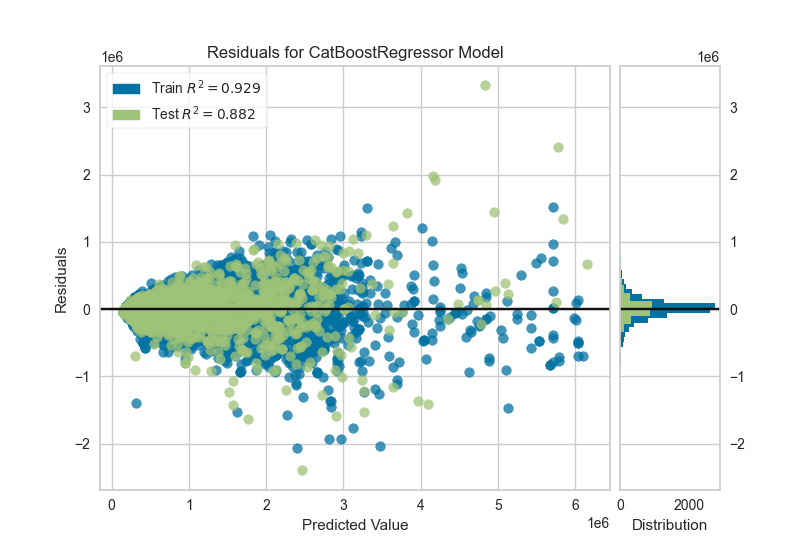 Residuals for CatBoostRegressor Model
1e6
1e6
Train R² = 0.929
Test R² = 0.882
3
2
1
0
−1
−2
Residuals
3
2
1
0
−1
−2
0 1 2 3 4 5 6
1e6
Predicted Value
0 2000
Distribution